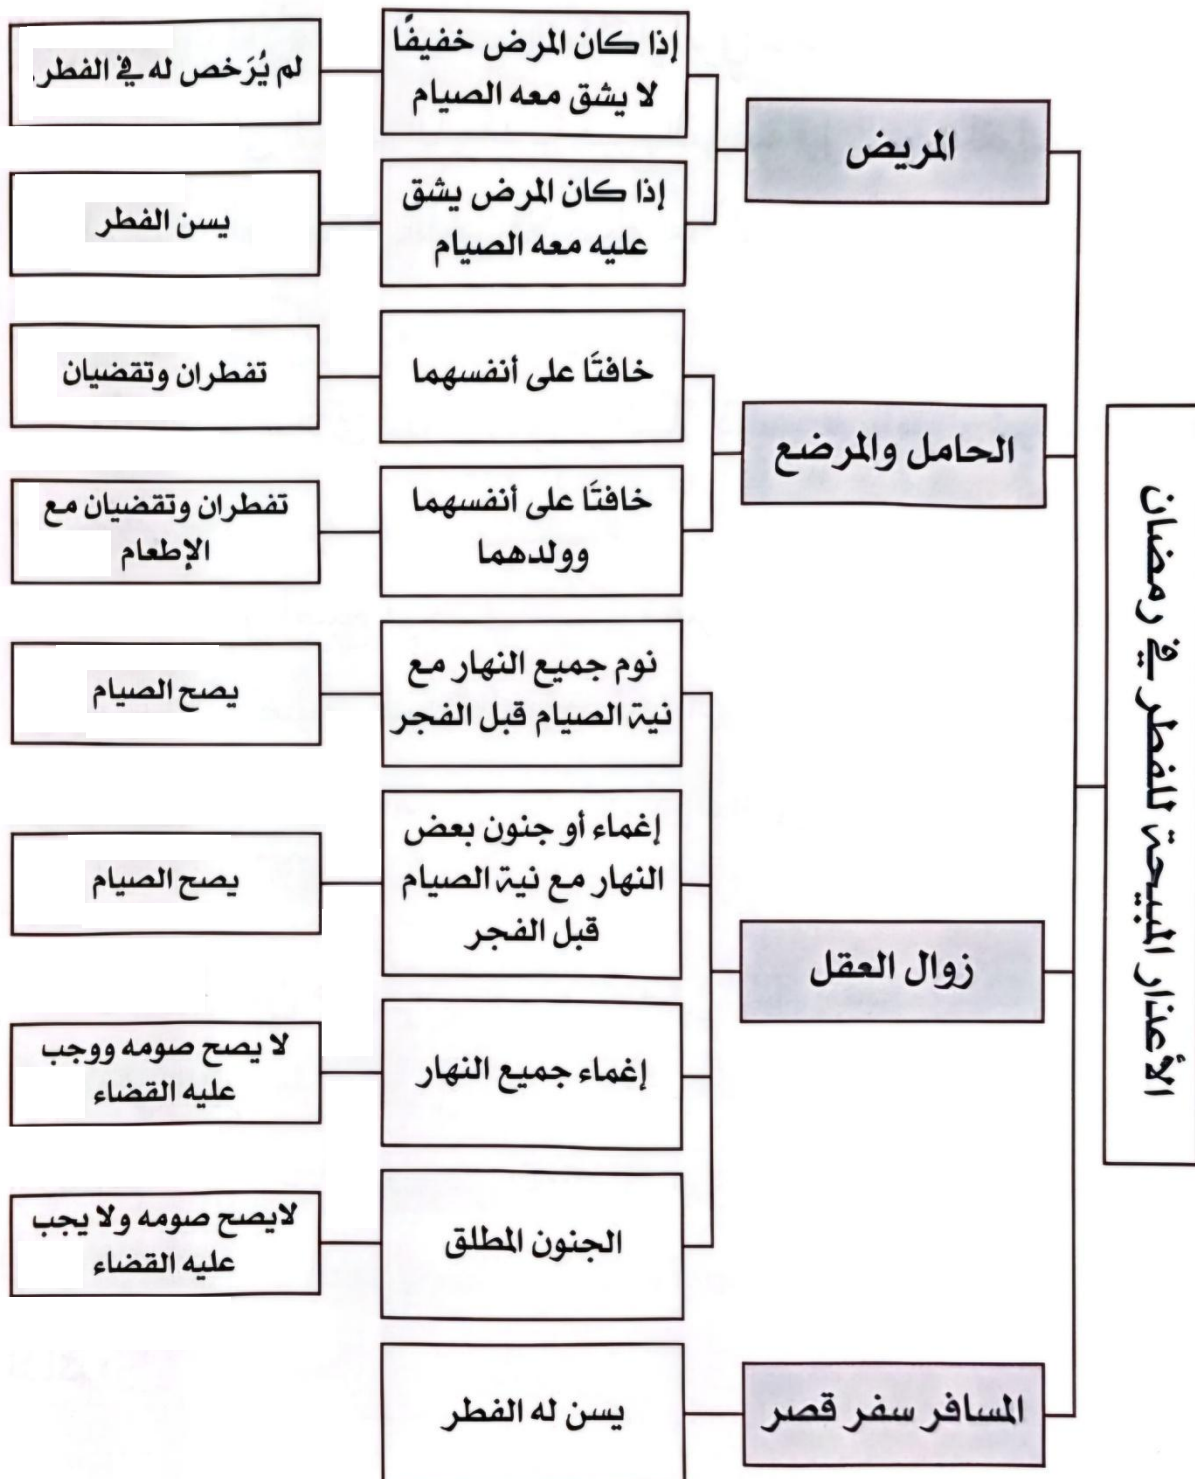 الأعذار المبيحة للفطر في رمضان
المريض
إذا كان المرض خفيفًا
لا يشق معه الصيام
لم يُرَخص له في الفطر.
إذا كان المرض يشق
عليه معه الصيام
يسن الفطر
الحامل والمرضع
خافتَا على أنفسهما
تفطران وتقضيان
خافتَا على أنفسهما
وولدهما
تفطران وتقضيان مع
الإطعام
زوال العقل
نوم جميع النهار مع
نية الصيام قبل الفجر
يصح الصيام
إغماء أو جنون بعض
النهار مع نية الصيام
قبل الفجر
يصح الصيام
إغماء جميع النهار
لا يصح صومه ووجب
عليه القضاء
الجنون المطلق
لايصح صومه ولا يجب
عليه القضاء
المسافر سفر قصر
يسن له الفطر